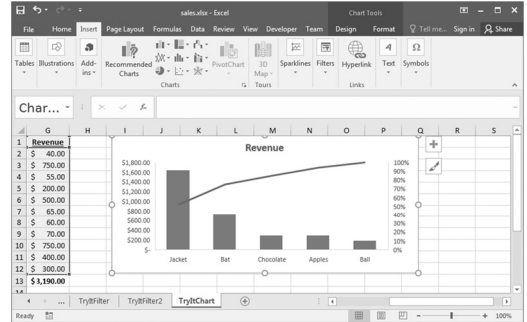 sales.xlsx - Excel
Chart Tools
File Home Insert Page Layout Formulas Data Review View Developer Team Design Format Tell me... Sign in Share
Tables Illustrations Add-ins Recommended Charts PivotChart 3D Map Sparklines Filters Hyperlink Text Symbols
Charts Tours Links
Char...
fx
G H I J K L M N O P Q R S
1 Revenue
2 $ 40.00
3 $ 750.00
4 $ 55.00
5 $ 200.00
6 $ 500.00
7 $ 65.00
8 $ 60.00
9 $ 70.00
10 $ 750.00
11 $ 400.00
12 $ 300.00
13 $3,190.00
14
Revenue
$1,800.00
$1,600.00
$1,400.00
$1,200.00
$1,000.00
$800.00
$600.00
$400.00
$200.00
$-
100%
90%
80%
70%
60%
50%
40%
30%
20%
10%
0%
Jacket Bat Chocolate Apples Ball
... TryItFilter TryItFilter2 TryItChart
Ready 100%